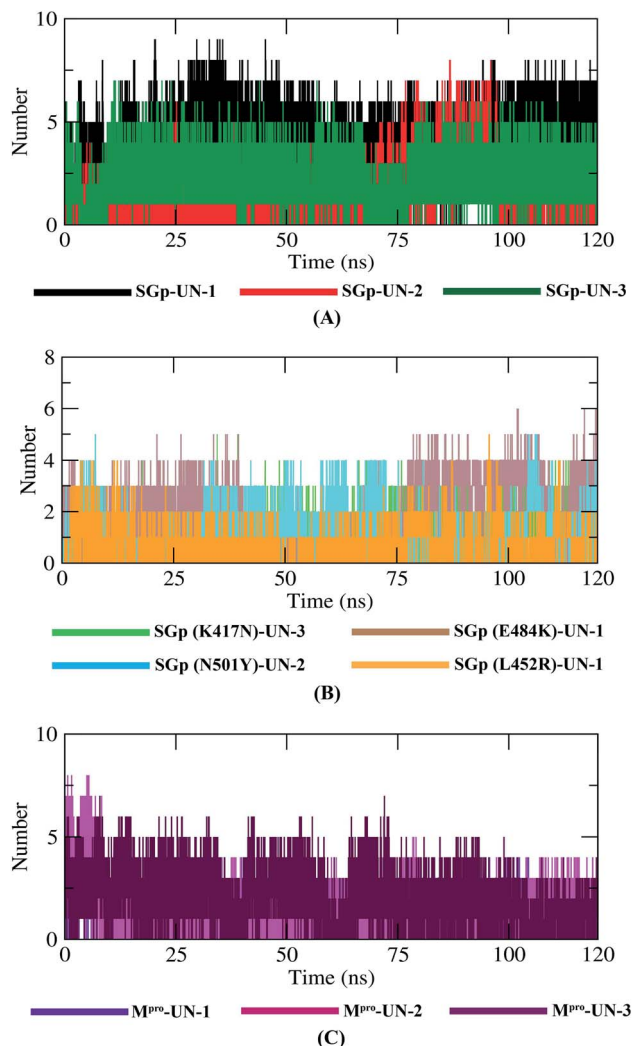 10
5
0
Number
0 25 50 75 100 120
Time (ns)
SGp-UN-1 SGp-UN-2 SGp-UN-3
(A)
8
6
4
2
0
Number
0 25 50 75 100 120
Time (ns)
SGp (K417N)-UN-3 SGp (E484K)-UN-1
SGp (N501Y)-UN-2 SGp (L452R)-UN-1
(B)
10
5
0
Number
0 25 50 75 100 120
Time (ns)
Mᵖʳᵒ-UN-1 Mᵖʳᵒ-UN-2 Mᵖʳᵒ-UN-3
(C)